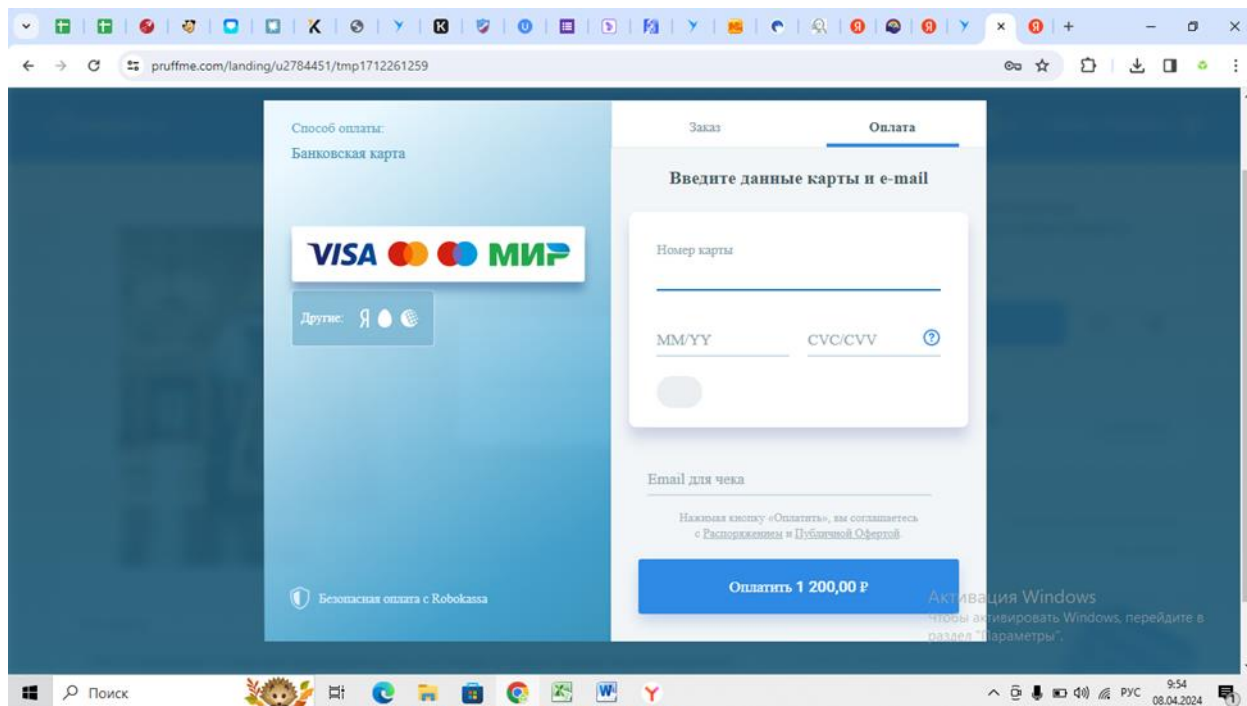 pruffme.com/landing/u2784451/tmp1712261259
Способ оплаты:
Банковская карта
VISA
МИР
Другие:
Безопасная оплата с Robokassa
Заказ
Оплата
Введите данные карты и e-mail
Номер карты
MM/YY
CVC/CVV
?
Email для чека
Нажимая кнопку «Оплатить», вы соглашаетесь
с Распоряжением и Публичной Офертой.
Оплатить 1 200,00 ₽
Активация Windows
Чтобы активировать Windows, перейдите в
раздел "Параметры".
Поиск
РУС
9:54
08.04.2024